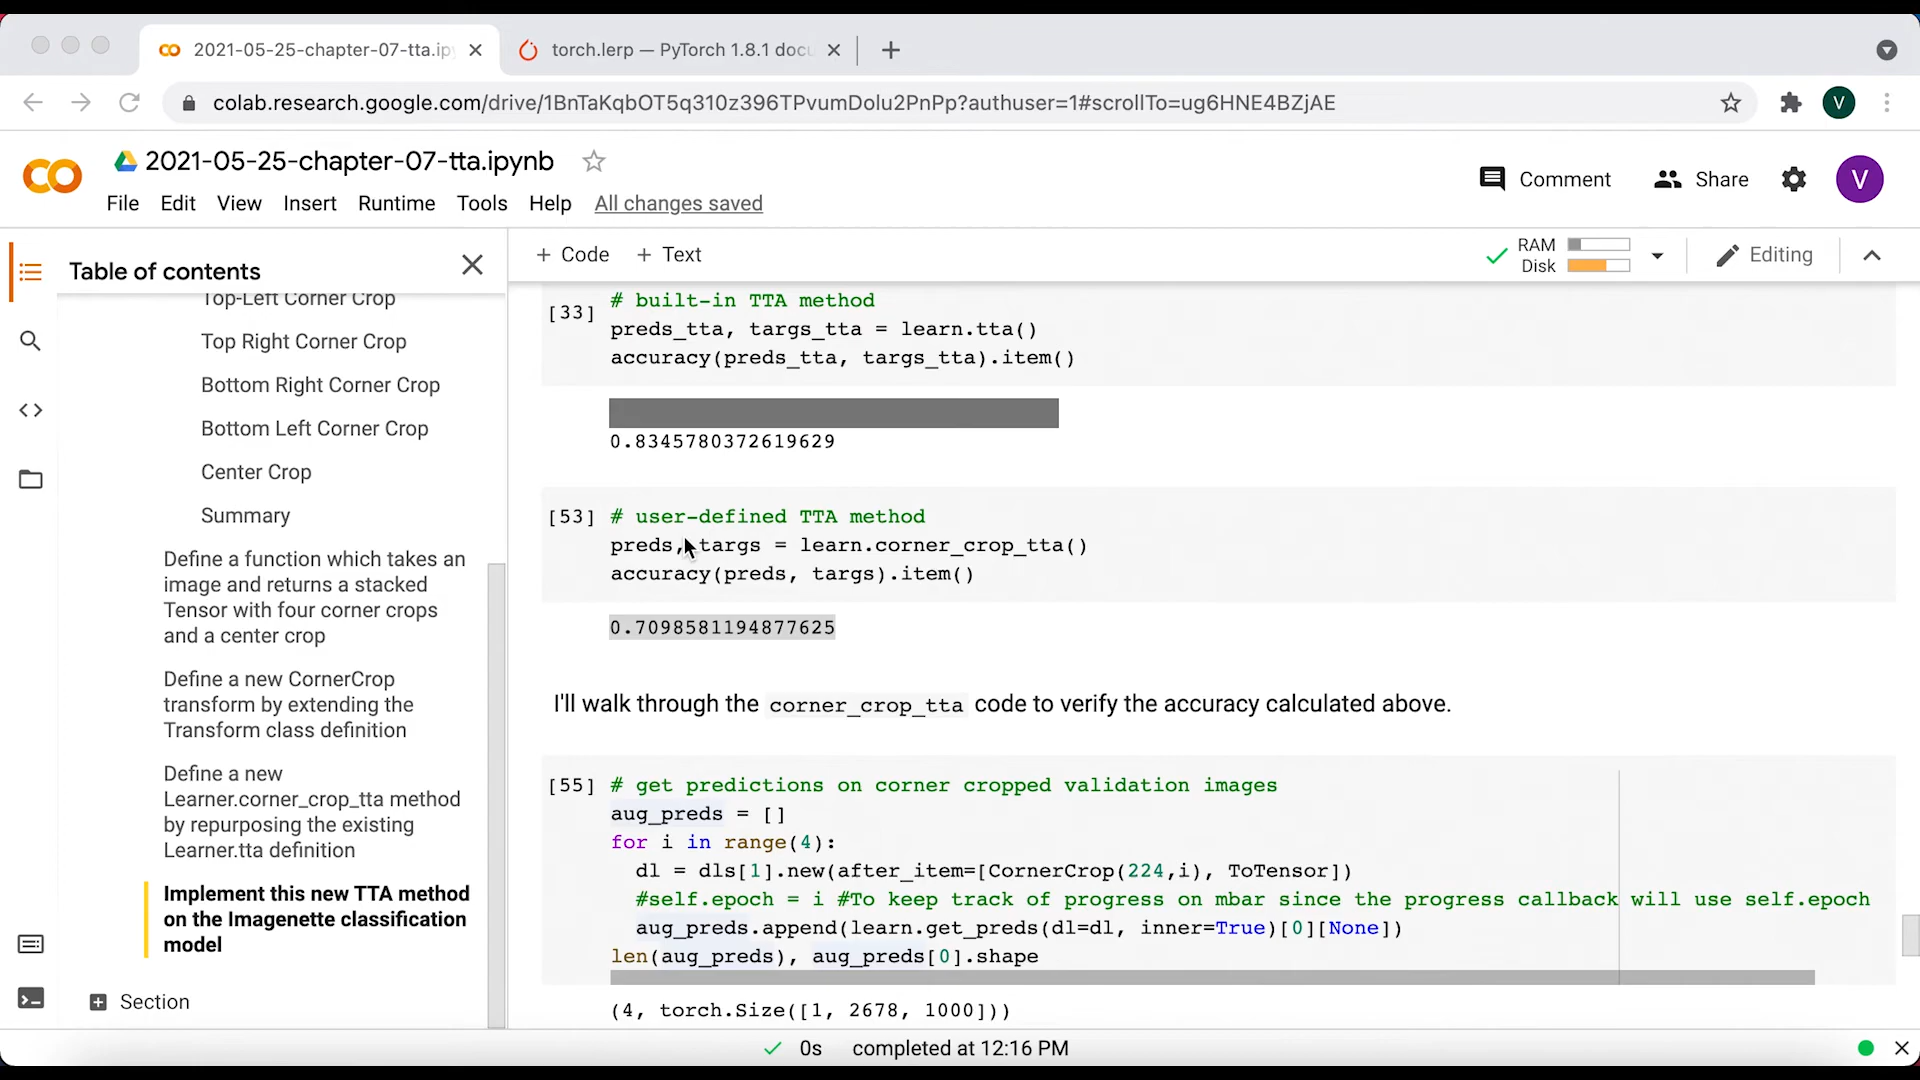 2021-05-25-chapter-07-tta.ip
torch.lerp — PyTorch 1.8.1 docu
colab.research.google.com/drive/1BnTaKqbOT5q310z396TPvumDolu2PnPp?authuser=1#scrollTo=ug6HNE4BZjAE
V
2021-05-25-chapter-07-tta.ipynb
Comment
Share
V
File Edit View Insert Runtime Tools Help All changes saved
Table of contents
+ Code + Text
RAM
Disk
Editing
Top-Left Corner Crop
Top Right Corner Crop
Bottom Right Corner Crop
Bottom Left Corner Crop
Center Crop
Summary
Define a function which takes an
image and returns a stacked
Tensor with four corner crops
and a center crop
Define a new CornerCrop
transform by extending the
Transform class definition
Define a new
Learner.corner_crop_tta method
by repurposing the existing
Learner.tta definition
Implement this new TTA method
on the Imagenette classification
model
Section
[33] # built-in TTA method
preds_tta, targs_tta = learn.tta()
accuracy(preds_tta, targs_tta).item()
0.8345780372619629
[53] # user-defined TTA method
preds, targs = learn.corner_crop_tta()
accuracy(preds, targs).item()
0.7098581194877625
I'll walk through the corner_crop_tta code to verify the accuracy calculated above.
[55] # get predictions on corner cropped validation images
aug_preds = []
for i in range(4):
dl = dls[1].new(after_item=[CornerCrop(224,i), ToTensor])
#self.epoch = i #To keep track of progress on mbar since the progress callback will use self.epoch
aug_preds.append(learn.get_preds(dl=dl, inner=True)[0][None])
len(aug_preds), aug_preds[0].shape
(4, torch.Size([1, 2678, 1000]))
0s completed at 12:16 PM